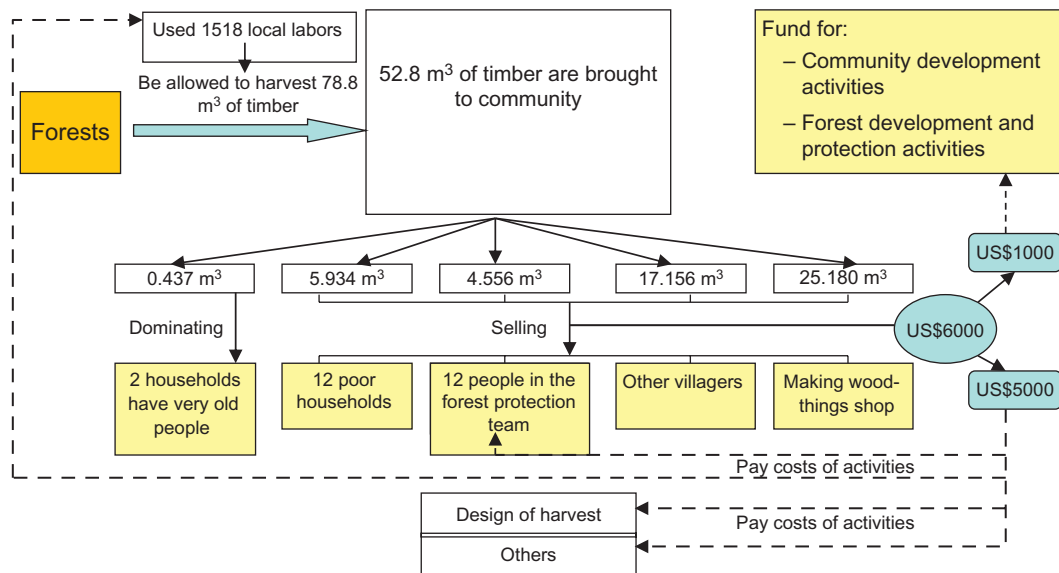 Used 1518 local labors
Be allowed to harvest 78.8
m³ of timber
Forests
52.8 m³ of timber are brought
to community
Fund for:
– Community development
activities
– Forest development and
protection activities
0.437 m³
5.934 m³
4.556 m³
17.156 m³
25.180 m³
US$1000
Dominating
Selling
US$6000
2 households
have very old
people
12 poor
households
12 people in the
forest protection
team
Other villagers
Making wood-
things shop
US$5000
Pay costs of activities
Design of harvest
Others
Pay costs of activities